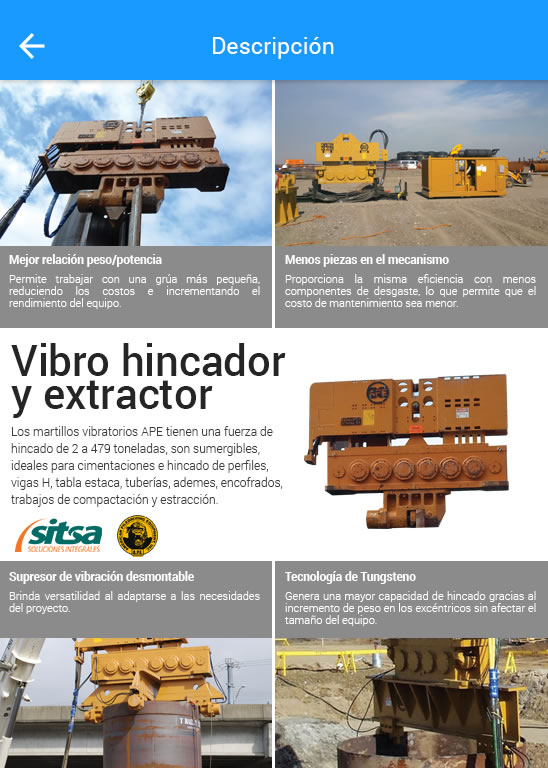 Descripción
Mejor relación peso/potencia
Permite trabajar con una grúa más pequeña,
reduciendo los costos e incrementando el
rendimiento del equipo.
Menos piezas en el mecanismo
Proporciona la misma eficiencia con menos
componentes de desgaste, lo que permite que el
costo de mantenimiento sea menor.
Vibro hincador
y extractor
Los martillos vibratorios APE tienen una fuerza de
hincado de 2 a 479 toneladas, son sumergibles,
ideales para cimentaciones e hincado de perfiles,
vigas H, tabla estaca, tuberías, ademes, encofrados,
trabajos de compactación y estracción.
sitsa
SOLUCIONES INTEGRALES
Supresor de vibración desmontable
Brinda versatilidad al adaptarse a las necesidades
del proyecto.
Tecnología de Tungsteno
Genera una mayor capacidad de hincado gracias al
incremento de peso en los excéntricos sin afectar el
tamaño del equipo.